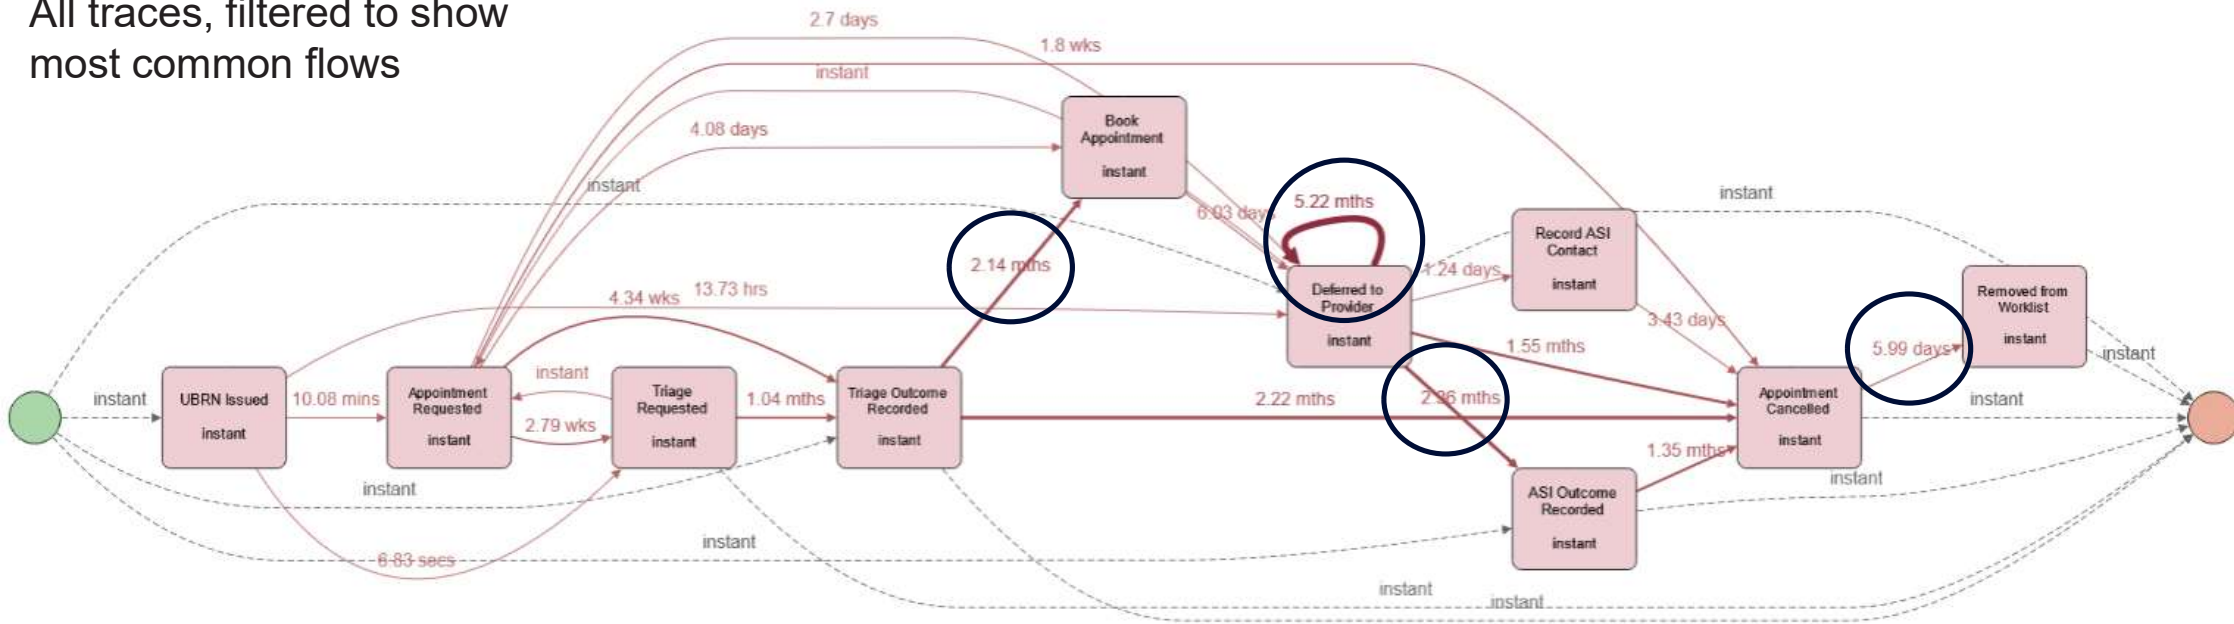 All traces, filtered to show
most common flows
2.7 days
1.8 wks
instant
4.08 days
instant
Book
Appointment
instant
6.03 days
5.22 mths
2.14 mths
4.34 wks
13.73 hrs
Deferred to
Provider
instant
1.24 days
Record ASI
Contact
instant
instant
3.43 days
Removed from
Worklist
instant
5.99 days
instant
instant
UBRN Issued
instant
10.08 mins
Appointment
Requested
instant
instant
2.79 wks
Triage
Requested
instant
1.04 mths
Triage Outcome
Recorded
instant
2.22 mths
1.55 mths
mths
1.35 mths
Appointment
Cancelled
instant
instant
instant
ASI Outcome
Recorded
instant
instant
6.83 secs
instant
instant
instant